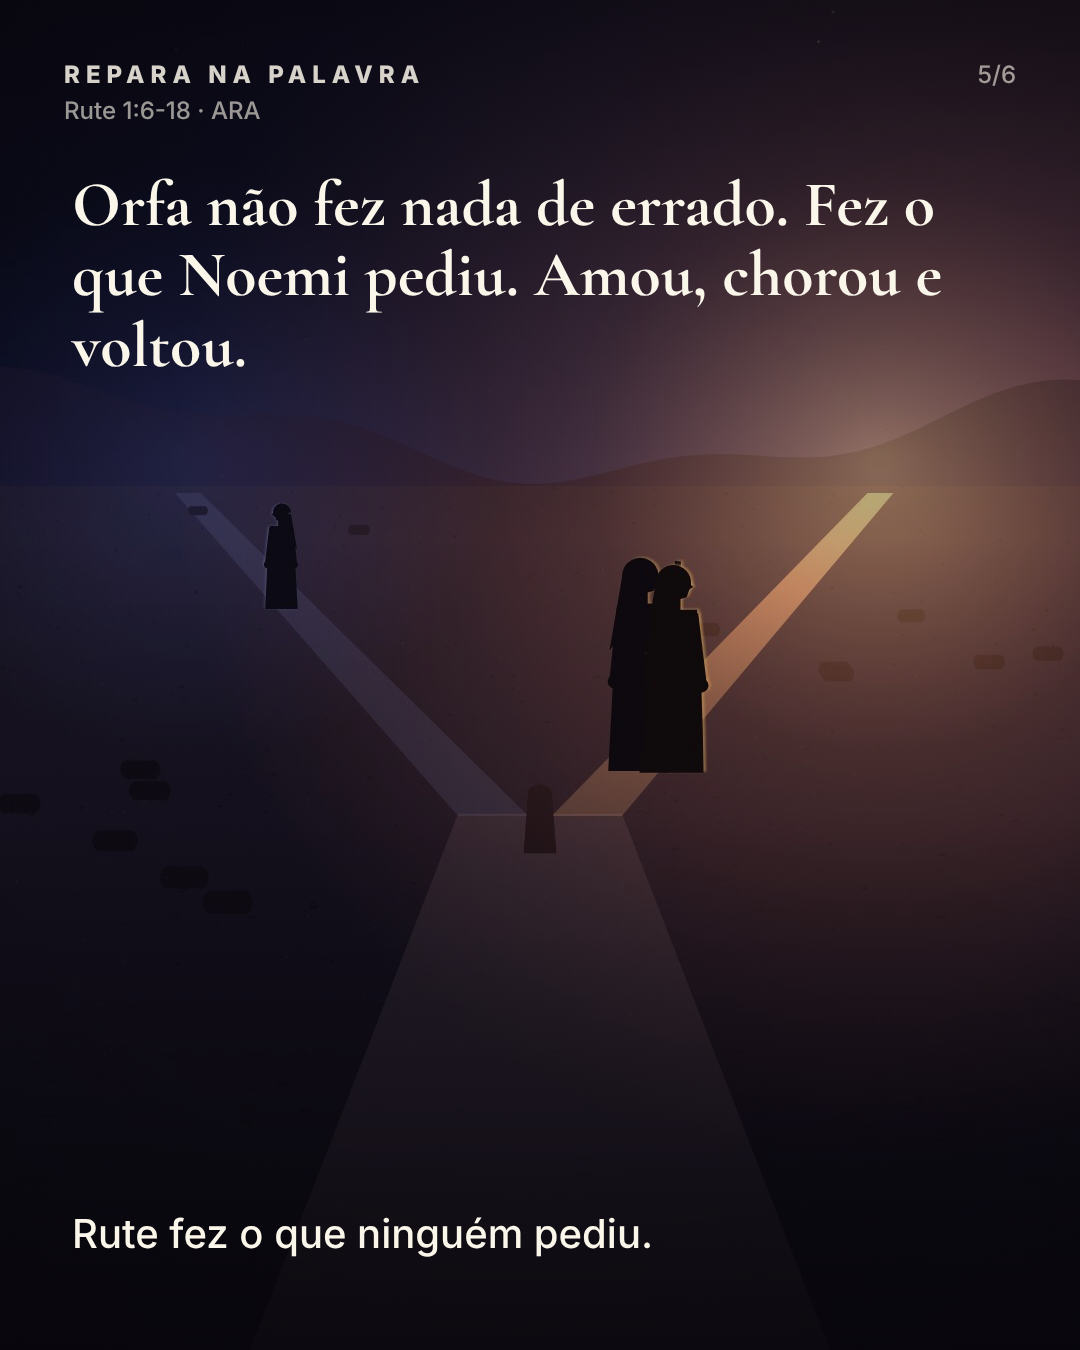 REPARA NA PALAVRA
5/6
Rute 1:6-18 · ARA
Orfa não fez nada de errado. Fez o
que Noemi pediu. Amou, chorou e
voltou.
Rute fez o que ninguém pediu.